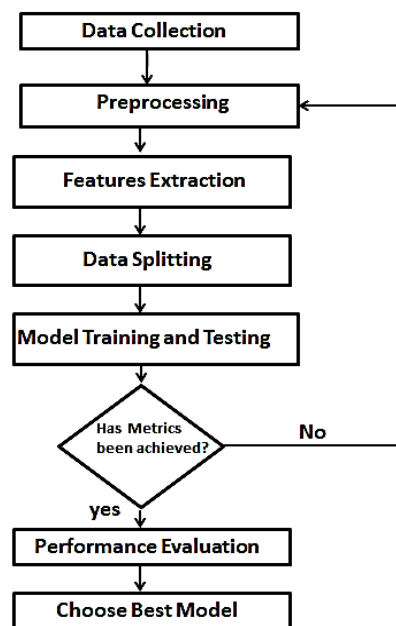 Data Collection
Preprocessing
Features Extraction
Data Splitting
Model Training and Testing
Has Metrics
been achieved?
No
yes
Performance Evaluation
Choose Best Model